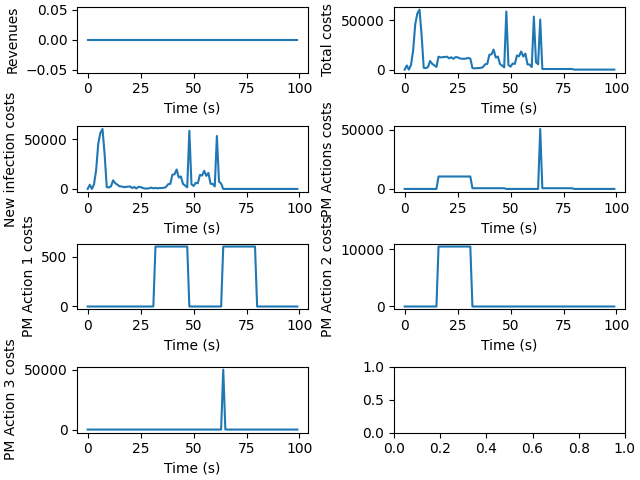 Revenues
0.05
0.00
−0.05
0 25 50 75 100
Time (s)
Total costs
50000
0
0 25 50 75 100
Time (s)
New infection costs
50000
0
0 25 50 75 100
Time (s)
PM Actions costs
50000
0
0 25 50 75 100
Time (s)
PM Action 1 costs
500
0
0 25 50 75 100
Time (s)
PM Action 2 costs
10000
0
0 25 50 75 100
Time (s)
PM Action 3 costs
50000
0
0 25 50 75 100
Time (s)
1.0
0.5
0.0
0.0 0.2 0.4 0.6 0.8 1.0